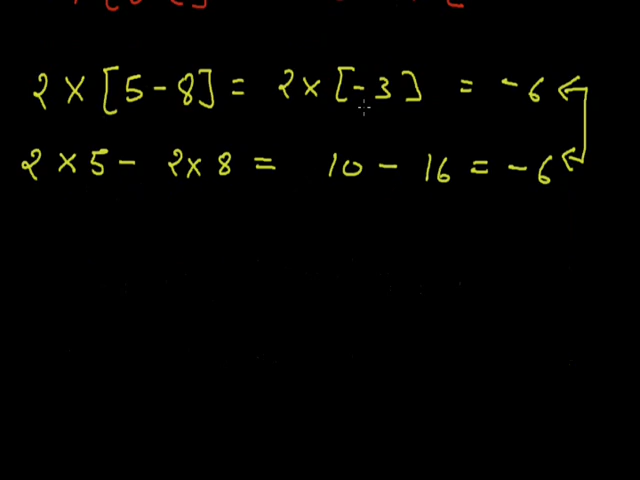 2 × [5 - 8] = 2 × [-3] = -6
2 × 5 - 2 × 8 = 10 - 16 = -6